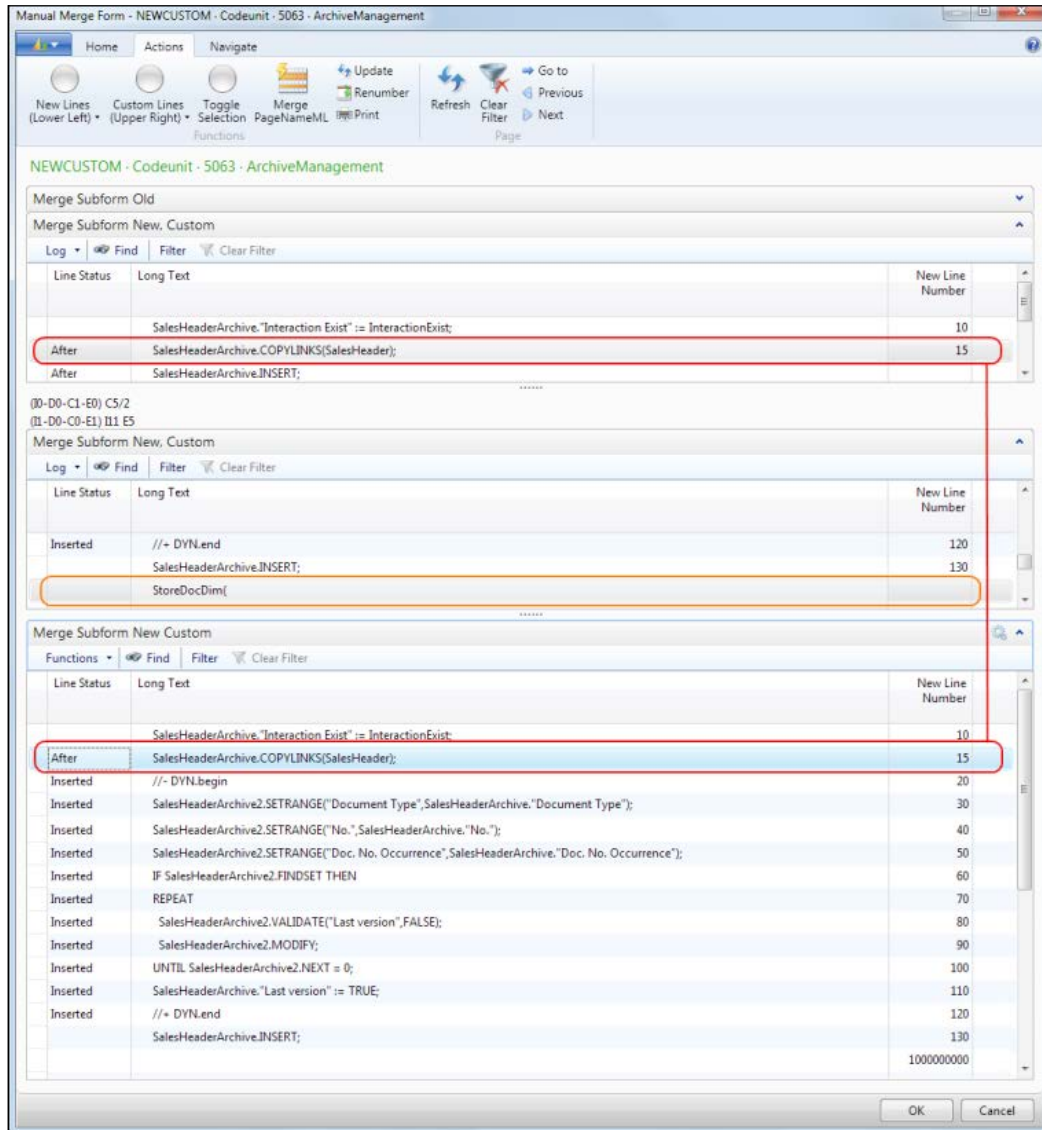 Manual Merge Form - NEWCUSTOM · Codeunit · 5063 · ArchiveManagement
Home Actions Navigate
New Lines (Lower Left)
Custom Lines (Upper Right)
Toggle Selection
Merge PageNameML
Update
Renumber
Print
Functions
Refresh
Clear Filter
Go to
Previous
Next
Page
NEWCUSTOM · Codeunit · 5063 · ArchiveManagement
Merge Subform Old
Merge Subform New, Custom
Log Find Filter Clear Filter
Line Status Long Text New Line Number
SalesHeaderArchive."Interaction Exist" := InteractionExist; 10
After SalesHeaderArchive.COPYLINKS(SalesHeader); 15
After SalesHeaderArchive.INSERT;
(I0-D0-C1-E0) C5/2
(I1-D0-C0-E1) I11 E5
Merge Subform New, Custom
Log Find Filter Clear Filter
Line Status Long Text New Line Number
Inserted //+ DYN.end 120
SalesHeaderArchive.INSERT; 130
StoreDocDim(
Merge Subform New Custom
Functions Find Filter Clear Filter
Line Status Long Text New Line Number
SalesHeaderArchive."Interaction Exist" := InteractionExist; 10
After SalesHeaderArchive.COPYLINKS(SalesHeader); 15
Inserted //- DYN.begin 20
Inserted SalesHeaderArchive2.SETRANGE("Document Type",SalesHeaderArchive."Document Type"); 30
Inserted SalesHeaderArchive2.SETRANGE("No.",SalesHeaderArchive."No."); 40
Inserted SalesHeaderArchive2.SETRANGE("Doc. No. Occurrence",SalesHeaderArchive."Doc. No. Occurrence"); 50
Inserted IF SalesHeaderArchive2.FINDSET THEN 60
Inserted REPEAT 70
Inserted SalesHeaderArchive2.VALIDATE("Last version",FALSE); 80
Inserted SalesHeaderArchive2.MODIFY; 90
Inserted UNTIL SalesHeaderArchive2.NEXT = 0; 100
Inserted SalesHeaderArchive."Last version" := TRUE; 110
Inserted //+ DYN.end 120
SalesHeaderArchive.INSERT; 130
1000000000
OK Cancel